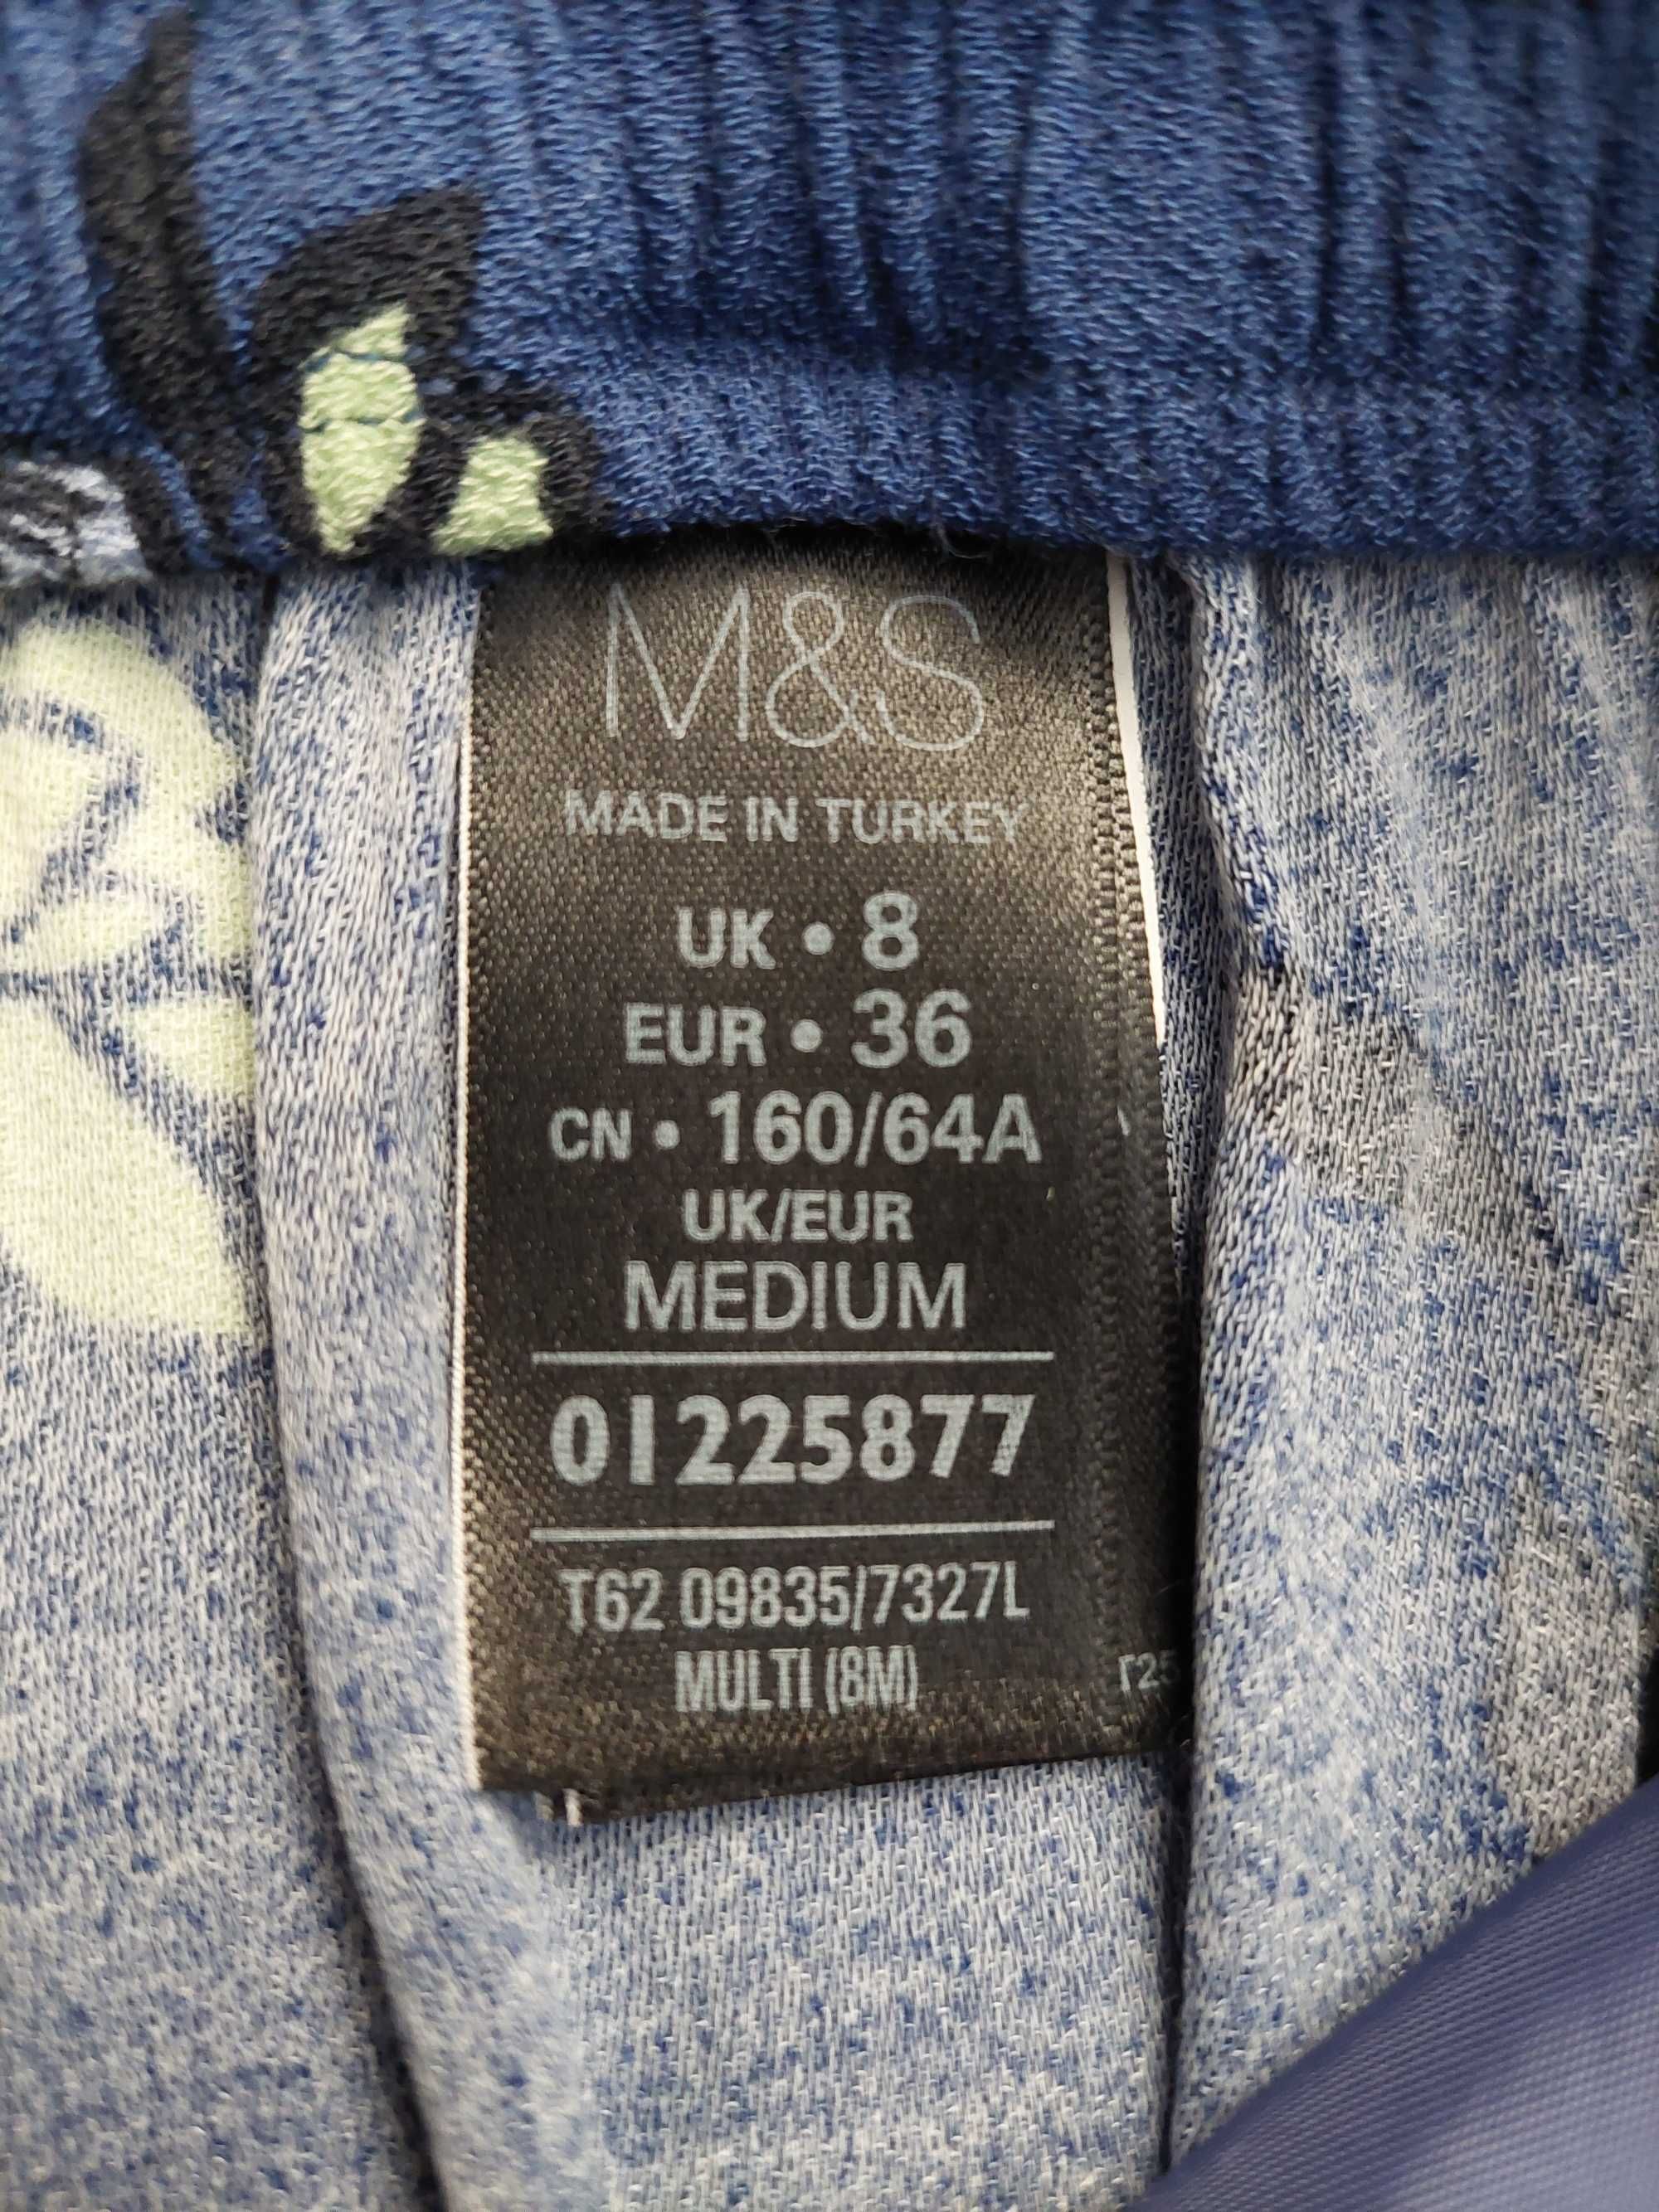 M&S
MADE IN TURKEY
UK • 8
EUR • 36
CN • 160/64A
UK/EUR
MEDIUM
01225877
T62 09835/7327L
MULTI (8M)